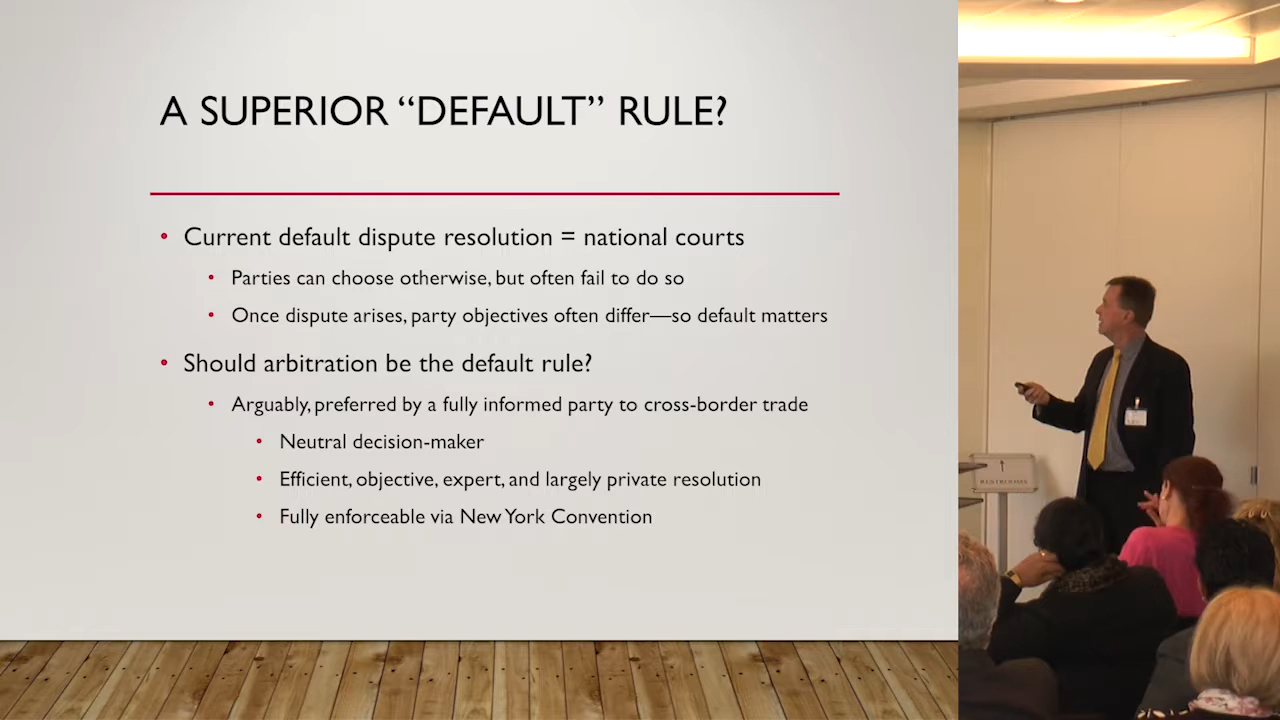 A SUPERIOR “DEFAULT” RULE?
• Current default dispute resolution = national courts
• Parties can choose otherwise, but often fail to do so
• Once dispute arises, party objectives often differ—so default matters
• Should arbitration be the default rule?
• Arguably, preferred by a fully informed party to cross-border trade
• Neutral decision-maker
• Efficient, objective, expert, and largely private resolution
• Fully enforceable via New York Convention
RESTROOMS